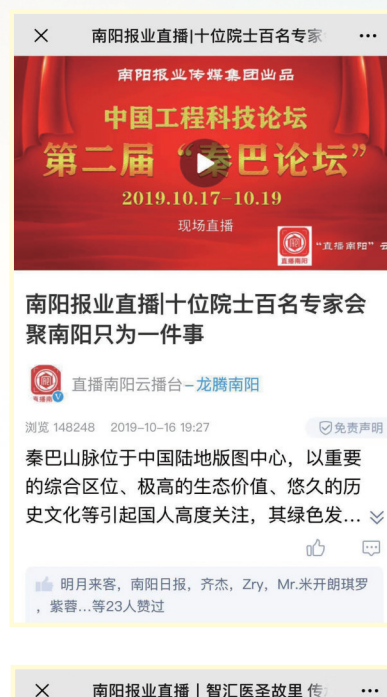 南阳报业直播|十位院士百名专家
南阳报业传媒集团出品
中国工程科技论坛
第二届“秦巴论坛”
2019.10.17-10.19
现场直播
直播南阳
“直播南阳”云
南阳报业直播|十位院士百名专家会
聚南阳只为一件事
直播南阳云播台-龙腾南阳
浏览 148248 2019-10-16 19:27
免责声明
秦巴山脉位于中国陆地版图中心，以重要
的综合区位、极高的生态价值、悠久的历
史文化等引起国人高度关注，其绿色发...
明月来客，南阳日报，齐杰，Zry，Mr.米开朗琪罗
，紫蓉...等23人赞过
南阳报业直播 | 智汇医圣故里 传